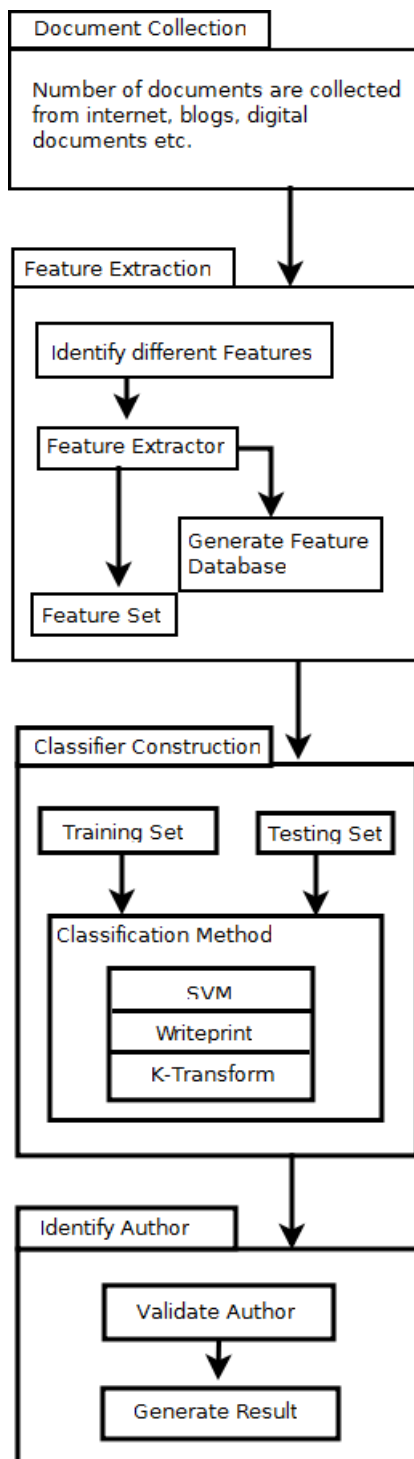 Document Collection
Number of documents are collected
from internet, blogs, digital
documents etc.
Feature Extraction
Identify different Features
Feature Extractor
Generate Feature
Database
Feature Set
Classifier Construction
Training Set
Testing Set
Classification Method
SVM
Writeprint
K-Transform
Identify Author
Validate Author
Generate Result